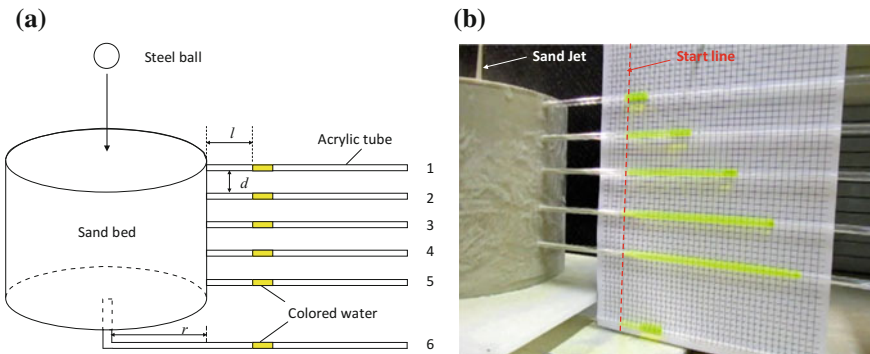 (a)
Steel ball
l
Acrylic tube
1
d
2
Sand bed
3
4
5
Colored water
r
6
(b)
Sand Jet
Start line